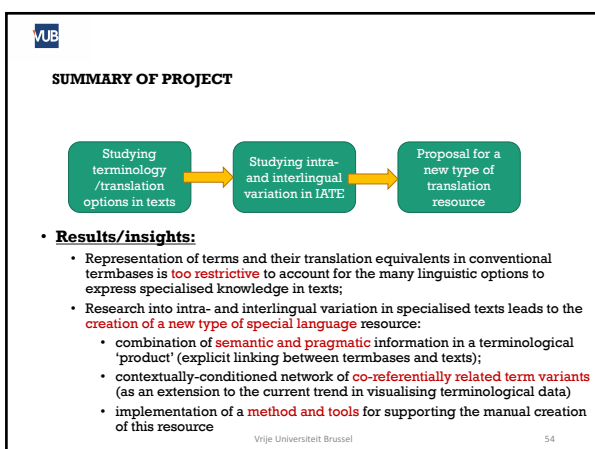 VUB
SUMMARY OF PROJECT
Studying
terminology
/translation
options in texts
Studying intra-
and interlingual
variation in IATE
Proposal for a
new type of
translation
resource
• Results/insights:
• Representation of terms and their translation equivalents in conventional
termbases is too restrictive to account for the many linguistic options to
express specialised knowledge in texts;
• Research into intra- and interlingual variation in specialised texts leads to the
creation of a new type of special language resource:
• combination of semantic and pragmatic information in a terminological
‘product’ (explicit linking between termbases and texts);
• contextually-conditioned network of co-referentially related term variants
(as an extension to the current trend in visualising terminological data)
• implementation of a method and tools for supporting the manual creation
of this resource
Vrije Universiteit Brussel 54